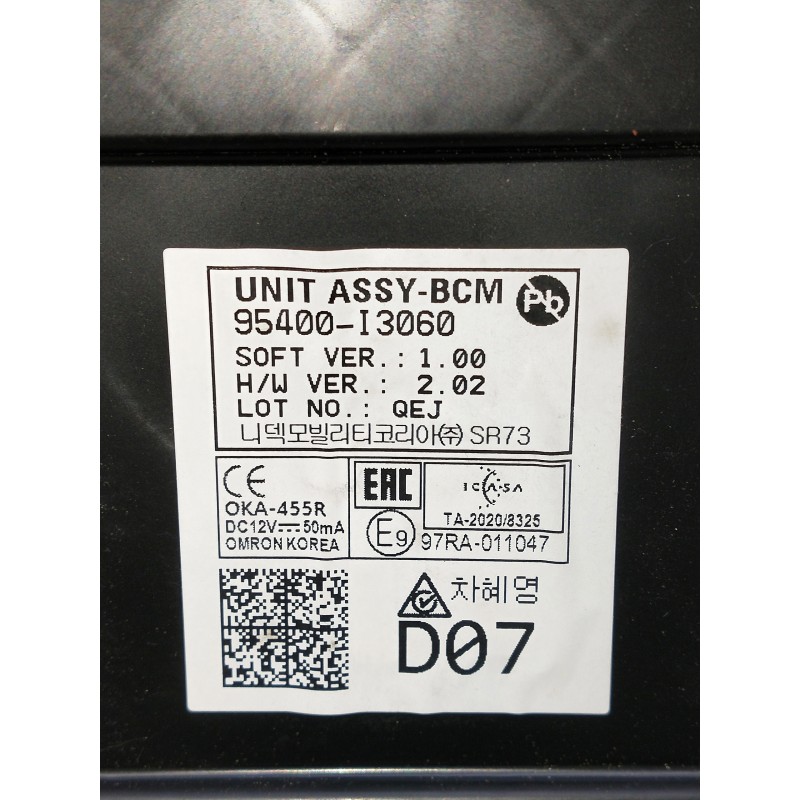 UNIT ASSY-BCM
Pb
95400-I3060
SOFT VER.: 1.00
H/W VER.: 2.02
LOT NO.: QEJ
니덱모빌리티코리아㈜ SR73
CE
OKA-455R
DC12V⎓50mA
OMRON KOREA
EAC
ICASA
TA-2020/8325
E9 97RA-011047
차혜영
D07